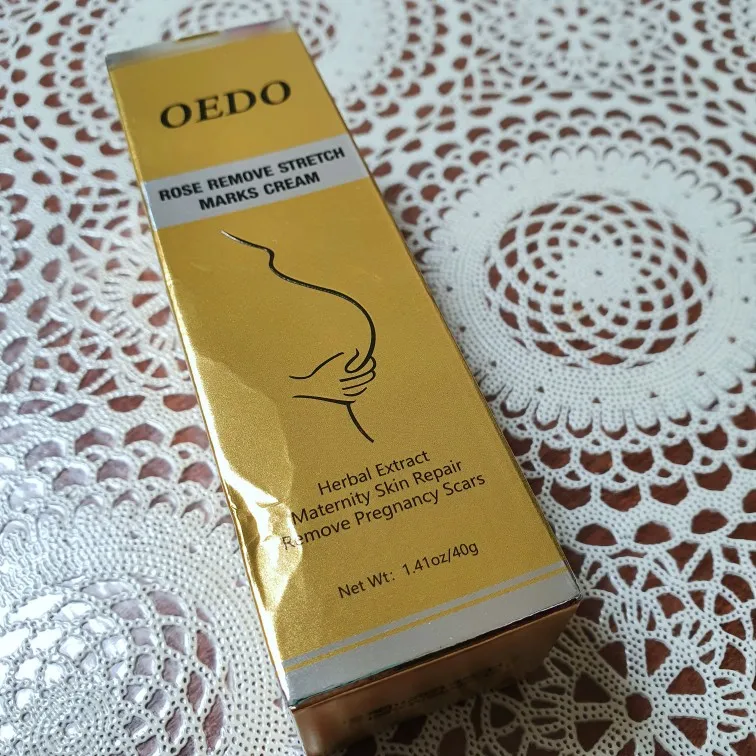 OEDO
ROSE REMOVE STRETCH
MARKS CREAM
Herbal Extract
Maternity Skin Repair
Remove Pregnancy Scars
Net Wt: 1.41oz/40g